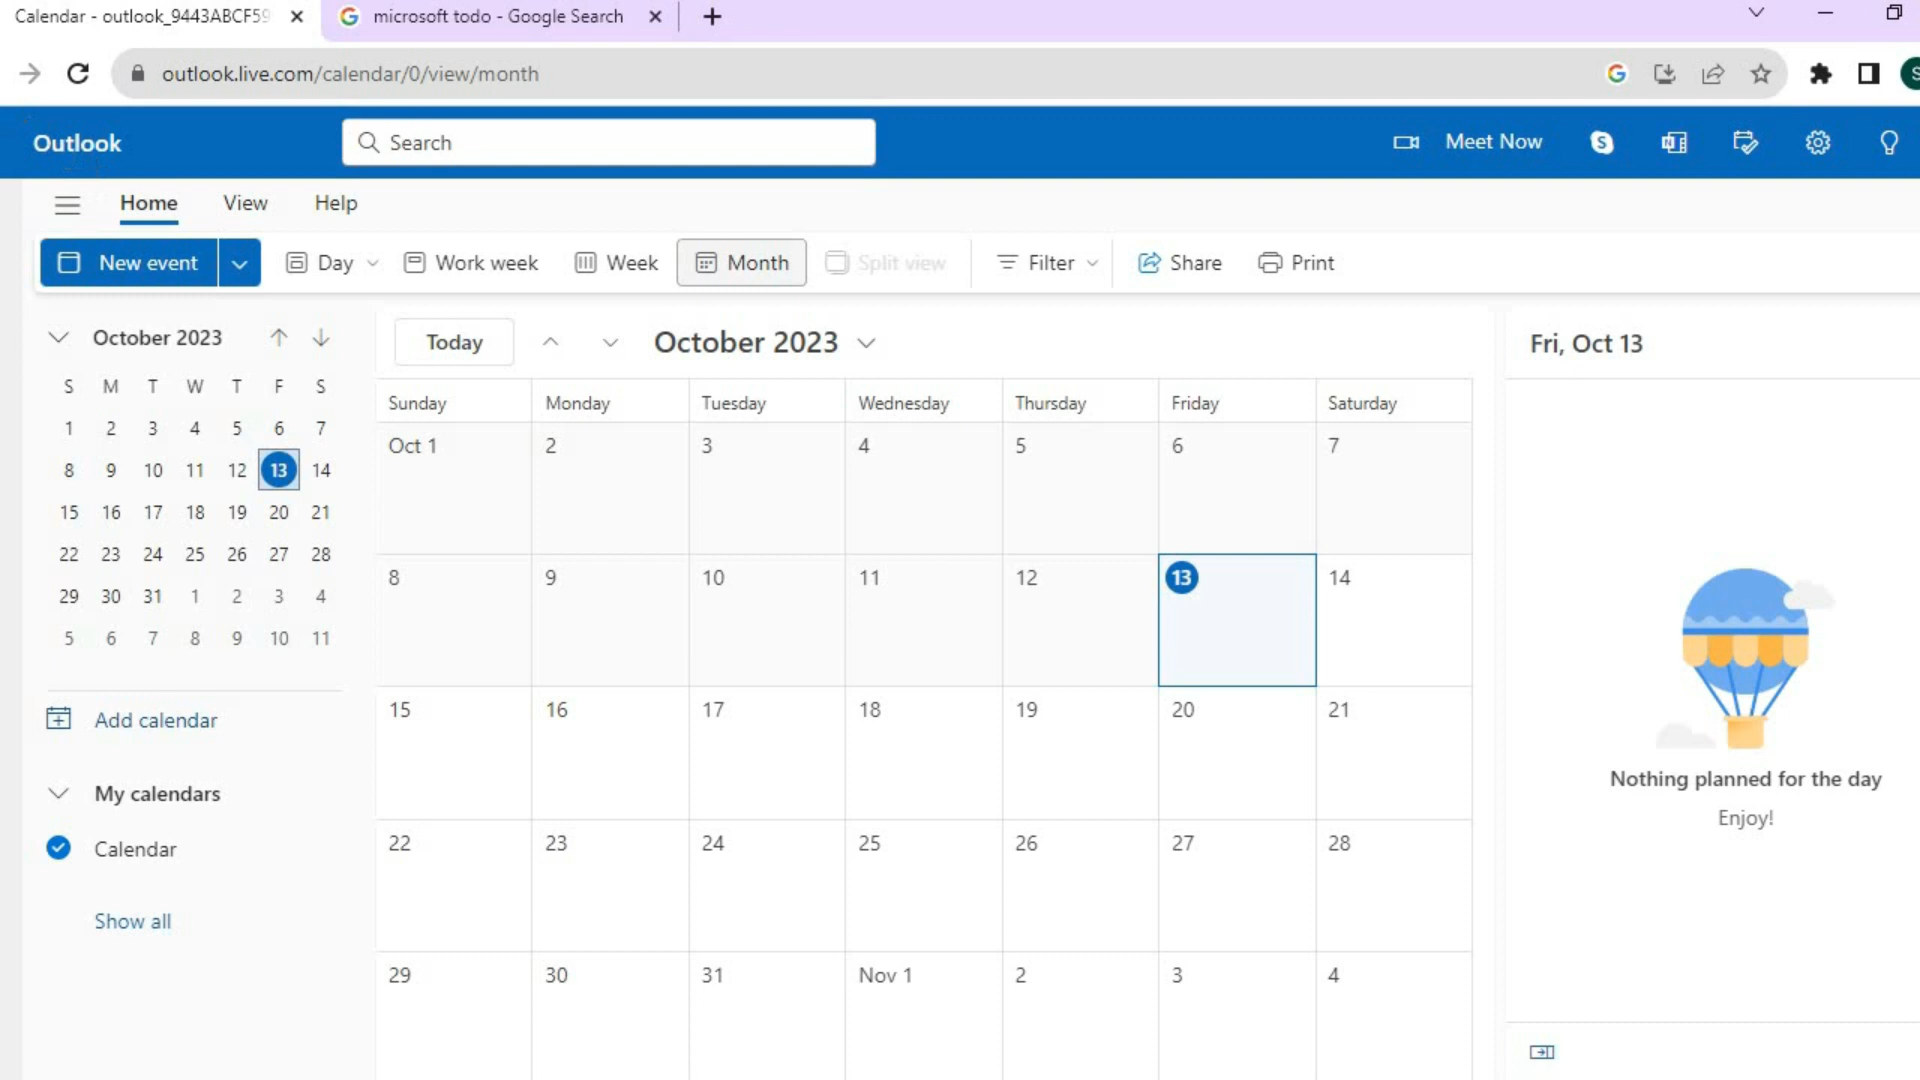 Calendar - outlook_9443ABCF59
microsoft todo - Google Search
outlook.live.com/calendar/0/view/month
Outlook
Search
Meet Now
Home View Help
New event Day Work week Week Month Split view Filter Share Print
October 2023
S M T W T F S
1 2 3 4 5 6 7
8 9 10 11 12 13 14
15 16 17 18 19 20 21
22 23 24 25 26 27 28
29 30 31 1 2 3 4
5 6 7 8 9 10 11
Add calendar
My calendars
Calendar
Show all
Today October 2023
Sunday Monday Tuesday Wednesday Thursday Friday Saturday
Oct 1 2 3 4 5 6 7
8 9 10 11 12 13 14
15 16 17 18 19 20 21
22 23 24 25 26 27 28
29 30 31 Nov 1 2 3 4
Fri, Oct 13
Nothing planned for the day
Enjoy!